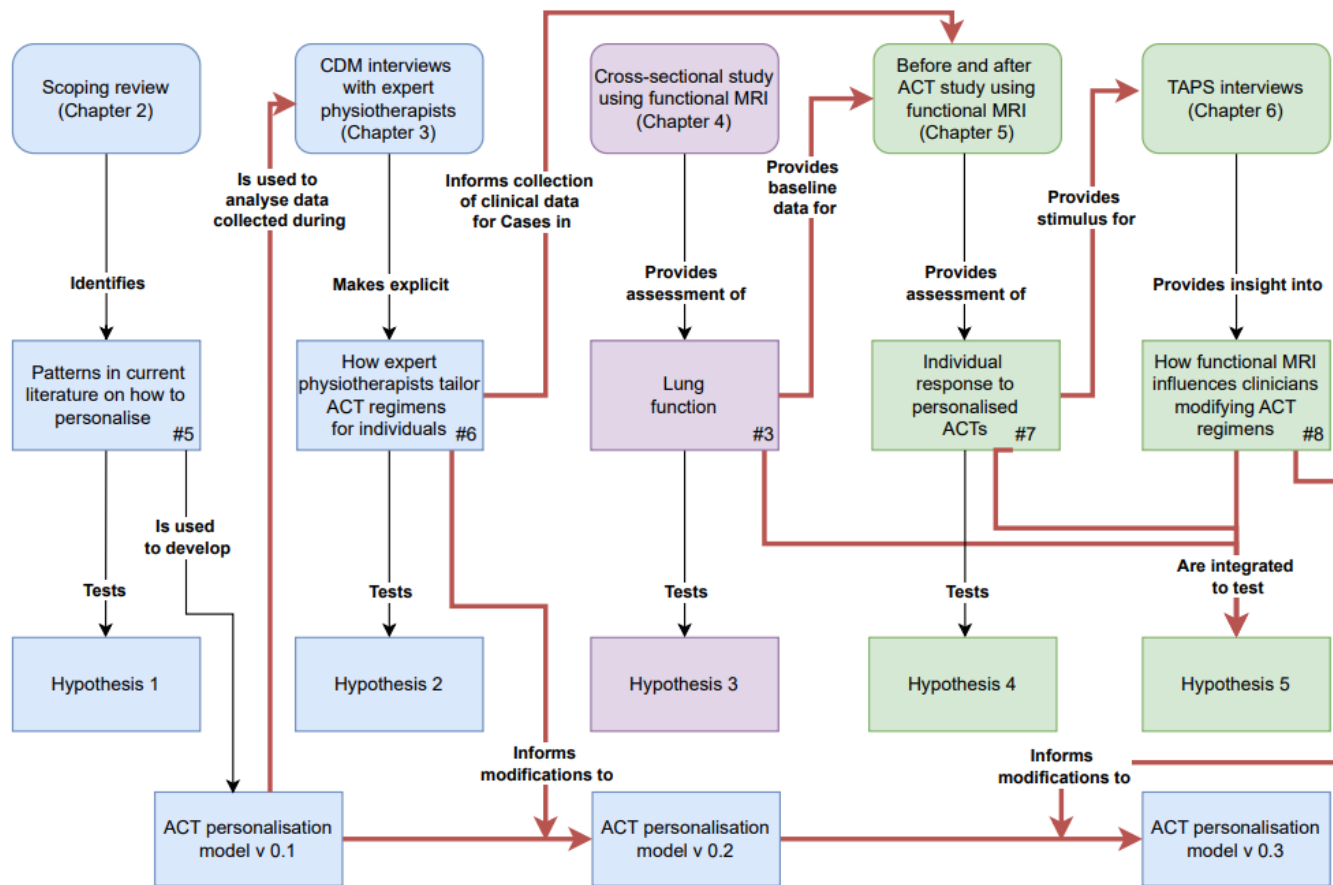 Scoping review
(Chapter 2)
CDM interviews
with expert
physiotherapists
(Chapter 3)
Cross-sectional study
using functional MRI
(Chapter 4)
Before and after
ACT study using
functional MRI
(Chapter 5)
TAPS interviews
(Chapter 6)
Is used to
analyse data
collected during
Informs collection
of clinical data
for Cases in
Provides
baseline
data for
Provides
stimulus for
Identifies
Makes explicit
Provides
assessment of
Provides
assessment of
Provides insight into
Patterns in current
literature on how to
personalise
#5
How expert
physiotherapists tailor
ACT regimens
for individuals
#6
Lung
function
#3
Individual
response to
personalised
ACTs
#7
How functional MRI
influences clinicians
modifying ACT
regimens
#8
Is used
to develop
Tests
Tests
Tests
Tests
Are integrated
to test
Hypothesis 1
Hypothesis 2
Hypothesis 3
Hypothesis 4
Hypothesis 5
Informs
modifications to
Informs
modifications to
ACT personalisation
model v 0.1
ACT personalisation
model v 0.2
ACT personalisation
model v 0.3